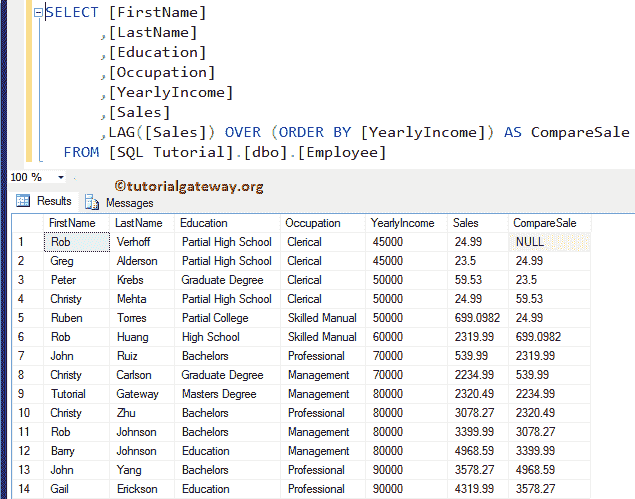 SELECT [FirstName]
,[LastName]
,[Education]
,[Occupation]
,[YearlyIncome]
,[Sales]
,LAG([Sales]) OVER (ORDER BY [YearlyIncome]) AS CompareSale
FROM [SQL Tutorial].[dbo].[Employee]
100 %
©tutorialgateway.org
Results Messages
FirstName LastName Education Occupation YearlyIncome Sales CompareSale
1 Rob Verhoff Partial High School Clerical 45000 24.99 NULL
2 Greg Alderson Partial High School Clerical 45000 23.5 24.99
3 Peter Krebs Graduate Degree Clerical 50000 59.53 23.5
4 Christy Mehta Partial High School Clerical 50000 24.99 59.53
5 Ruben Torres Partial College Skilled Manual 50000 699.0982 24.99
6 Rob Huang High School Skilled Manual 60000 2319.99 699.0982
7 John Ruiz Bachelors Professional 70000 539.99 2319.99
8 Christy Carlson Graduate Degree Management 70000 2234.99 539.99
9 Tutorial Gateway Masters Degree Management 80000 2320.49 2234.99
10 Christy Zhu Bachelors Professional 80000 3078.27 2320.49
11 Rob Johnson Bachelors Management 80000 3399.99 3078.27
12 Barry Johnson Education Management 80000 4968.59 3399.99
13 John Yang Bachelors Professional 90000 3578.27 4968.59
14 Gail Erickson Education Professional 90000 4319.99 3578.27